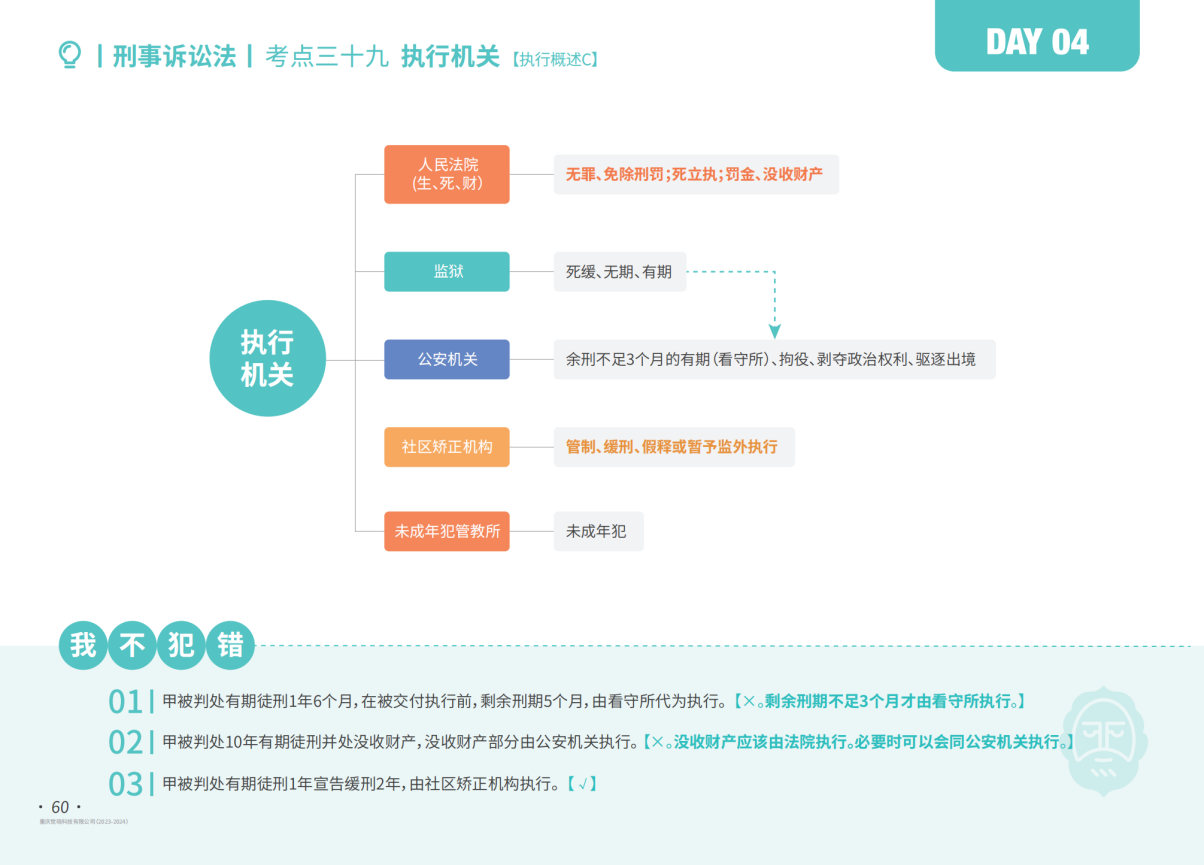 |刑事诉讼法| 考点三十九 执行机关【执行概述C】
DAY 04
执行
机关
人民法院
(生、死、财)
无罪、免除刑罚;死立执;罚金、没收财产
监狱
死缓、无期、有期
公安机关
余刑不足3个月的有期(看守所)、拘役、剥夺政治权利、驱逐出境
社区矫正机构
管制、缓刑、假释或暂予监外执行
未成年犯管教所
未成年犯
我不犯错
01| 甲被判处有期徒刑1年6个月,在被交付执行前,剩余刑期5个月,由看守所代为执行。【×。剩余刑期不足3个月才由看守所执行。】
02| 甲被判处10年有期徒刑并处没收财产,没收财产部分由公安机关执行。【×。没收财产应该由法院执行。必要时可以会同公安机关执行。】
03| 甲被判处有期徒刑1年宣告缓刑2年,由社区矫正机构执行。【√】
· 60 ·